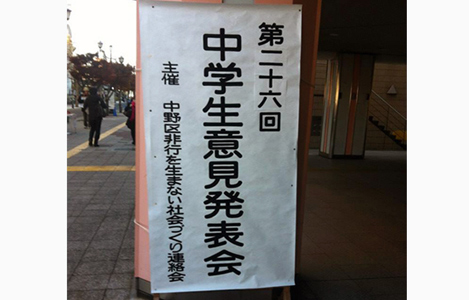 第二十六回
中学生意見発表会
主催　中野区非行を生まない社会づくり連絡会